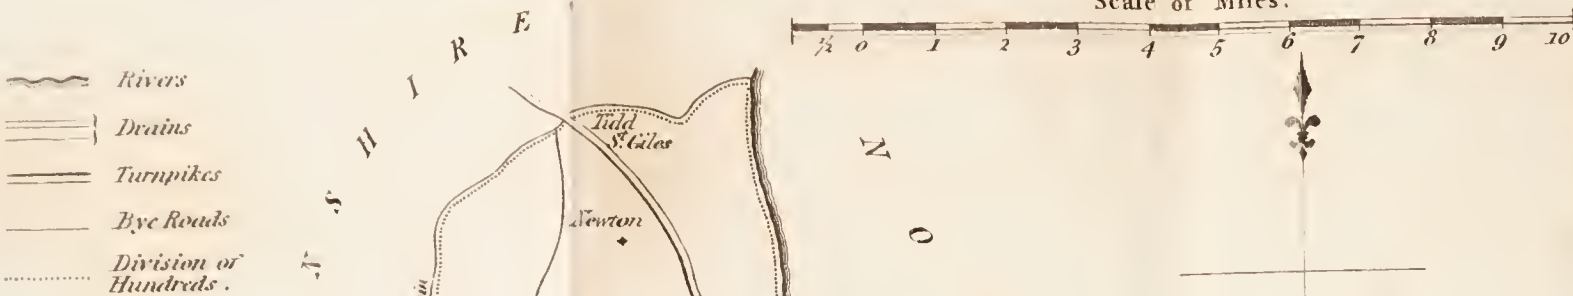 Scale of Miles.
½ 0 1 2 3 4 5 6 7 8 9 10
Rivers
Drains
Turnpikes
Bye Roads
Division of
Hundreds.
T S H I R E
Tidd
St. Giles
Newton
N O